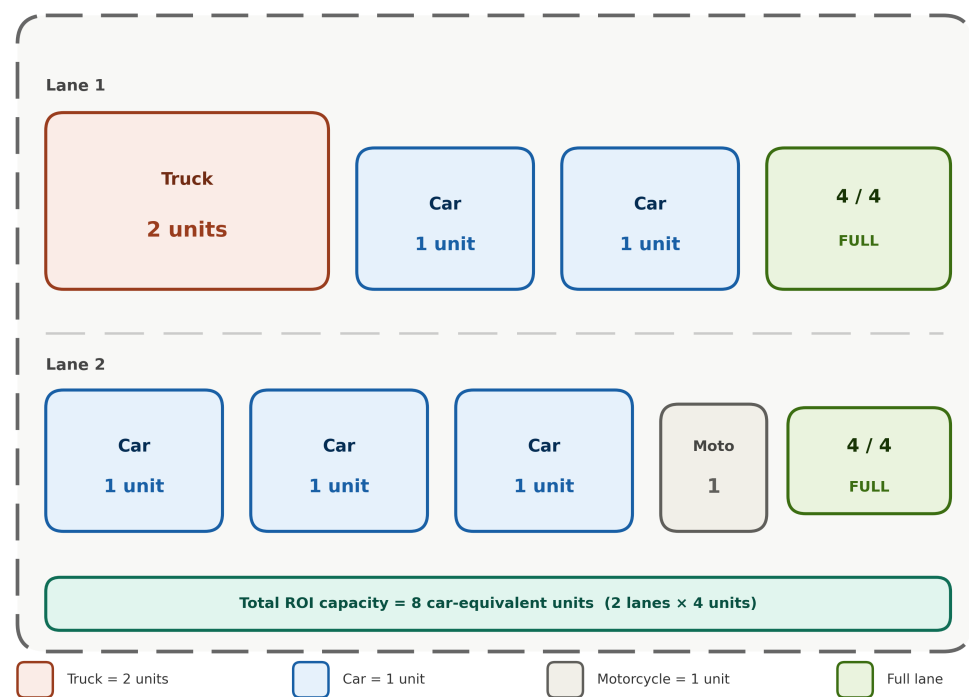 Lane 1
Truck
2 units
Car
1 unit
Car
1 unit
4 / 4
FULL
Lane 2
Car
1 unit
Car
1 unit
Car
1 unit
Moto
1
4 / 4
FULL
Total ROI capacity = 8 car-equivalent units (2 lanes × 4 units)
Truck = 2 units
Car = 1 unit
Motorcycle = 1 unit
Full lane